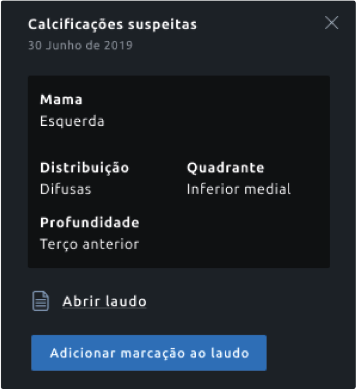 Calcificações suspeitas
30 Junho de 2019
Mama
Esquerda
Distribuição
Difusas
Quadrante
Inferior medial
Profundidade
Terço anterior
Abrir laudo
Adicionar marcação ao laudo